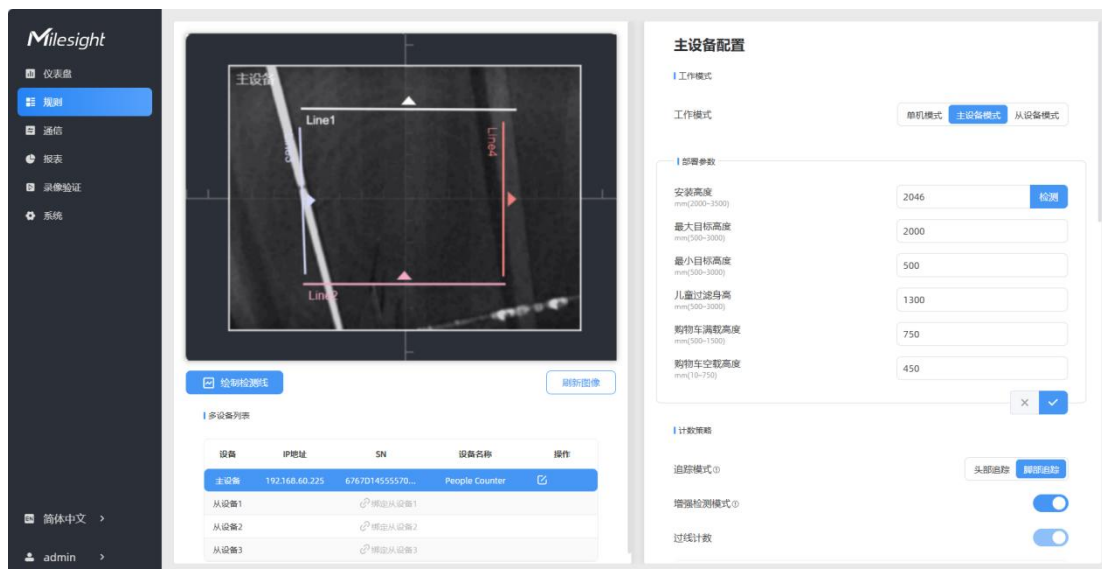 Milesight
仪表盘
规则
通信
报表
录像验证
系统
简体中文 >
admin >
主设备
Line1
Line4
Line2
绘制检测线
刷新图像
多设备列表
设备 IP地址 SN 设备名称 操作
主设备 192.168.60.225 6767D14555570... People Counter
从设备1 绑定从设备1
从设备2 绑定从设备2
从设备3 绑定从设备3
主设备配置
工作模式
工作模式 单机模式 主设备模式 从设备模式
部署参数
安装高度 2046 检测
mm(2000~3500)
最大目标高度 2000
mm(500~3000)
最小目标高度 500
mm(500~3000)
儿童过滤身高 1300
mm(500~3000)
购物车满载高度 750
mm(500~1500)
购物车空载高度 450
mm(10~750)
计数策略
追踪模式 头部追踪 脚部追踪
增强检测模式
过线计数